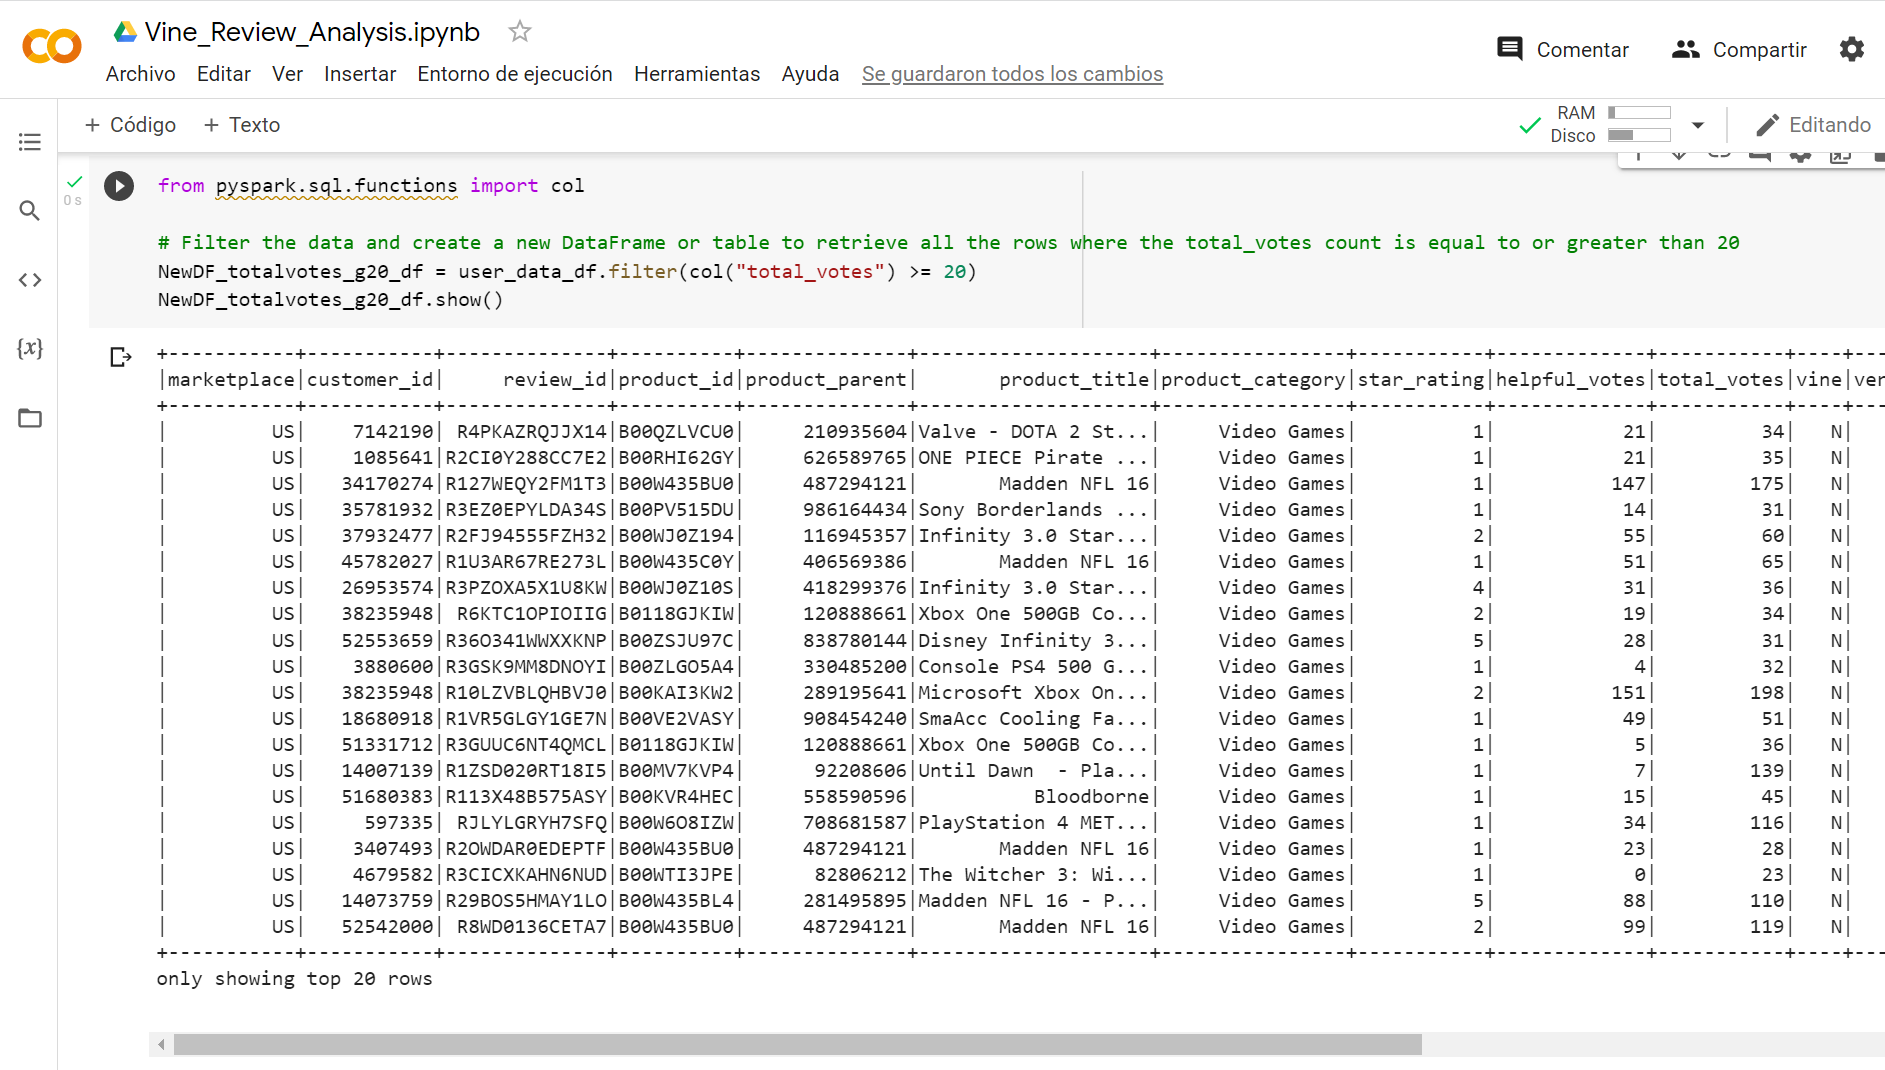 Vine_Review_Analysis.ipynb
Archivo Editar Ver Insertar Entorno de ejecución Herramientas Ayuda Se guardaron todos los cambios
Comentar Compartir
+ Código + Texto
RAM
Disco
Editando
0 s
from pyspark.sql.functions import col
# Filter the data and create a new DataFrame or table to retrieve all the rows where the total_votes count is equal to or greater than 20
NewDF_totalvotes_g20_df = user_data_df.filter(col("total_votes") >= 20)
NewDF_totalvotes_g20_df.show()
{x}
+-----------+-----------+--------------+----------+--------------+--------------------+----------------+-----------+-------------+-----------+----+---
|marketplace|customer_id|     review_id|product_id|product_parent|       product_title|product_category|star_rating|helpful_votes|total_votes|vine|ver
+-----------+-----------+--------------+----------+--------------+--------------------+----------------+-----------+-------------+-----------+----+---
|         US|    7142190| R4PKAZRQJJX14|B00QZLVCU0|     210935604|Valve - DOTA 2 St...|     Video Games|          1|           21|         34|   N|
|         US|    1085641|R2CI0Y288CC7E2|B00RHI62GY|     626589765|ONE PIECE Pirate ...|     Video Games|          1|           21|         35|   N|
|         US|   34170274|R127WEQY2FM1T3|B00W435BU0|     487294121|        Madden NFL 16|     Video Games|          1|          147|        175|   N|
|         US|   35781932|R3EZ0EPYLDA34S|B00PV515DU|     986164434|Sony Borderlands ...|     Video Games|          1|           14|         31|   N|
|         US|   37932477|R2FJ94555FZH32|B00WJ0Z194|     116945357|Infinity 3.0 Star...|     Video Games|          2|           55|         60|   N|
|         US|   45782027|R1U3AR67RE273L|B00W435C0Y|     406569386|       Madden NFL 16|     Video Games|          1|           51|         65|   N|
|         US|   26953574|R3PZOXA5X1U8KW|B00WJ0Z10S|     418299376|Infinity 3.0 Star...|     Video Games|          4|           31|         36|   N|
|         US|   38235948| R6KTC1OPIOIIG|B0118GJKIW|     120888661|Xbox One 500GB Co...|     Video Games|          2|           19|         34|   N|
|         US|   52553659|R36O341WWXXKNP|B00ZSJU97C|     838780144|Disney Infinity 3...|     Video Games|          5|           28|         31|   N|
|         US|    3880600|R3GSK9MM8DNOYI|B00ZLGO5A4|     330485200|Console PS4 500 G...|     Video Games|          1|            4|         32|   N|
|         US|   38235948|R10LZVBLQHBVJ0|B00KAI3KW2|     289195641|Microsoft Xbox On...|     Video Games|          2|          151|        198|   N|
|         US|   18680918|R1VR5GLGY1GE7N|B00VE2VASY|     908454240|SmaAcc Cooling Fa...|     Video Games|          1|           49|         51|   N|
|         US|   51331712|R3GUUC6NT4QMCL|B0118GJKIW|     120888661|Xbox One 500GB Co...|     Video Games|          1|            5|         36|   N|
|         US|   14007139|R1ZSD020RT18I5|B00MV7KVP4|      92208606|Until Dawn  - Pla...|     Video Games|          1|            7|        139|   N|
|         US|   51680383|R113X48B575ASY|B00KVR4HEC|     558590596|          Bloodborne|     Video Games|          1|           15|         45|   N|
|         US|     597335| RJLYLGRYH7SFQ|B00W6O8IZW|     708681587|PlayStation 4 MET...|     Video Games|          1|           34|        116|   N|
|         US|    3407493|R2OWDAR0EDEPTF|B00W435BU0|     487294121|       Madden NFL 16|     Video Games|          1|           23|         28|   N|
|         US|    4679582|R3CICXKAHN6NUD|B00WTI3JPE|      82806212|The Witcher 3: Wi...|     Video Games|          1|            0|         23|   N|
|         US|   14073759|R29BOS5HMAY1LO|B00W435BL4|     281495895|Madden NFL 16 - P...|     Video Games|          5|           88|        110|   N|
|         US|   52542000| R8WD0136CETA7|B00W435BU0|     487294121|       Madden NFL 16|     Video Games|          2|           99|        119|   N|
+-----------+-----------+--------------+----------+--------------+--------------------+----------------+-----------+-------------+-----------+----+---
only showing top 20 rows